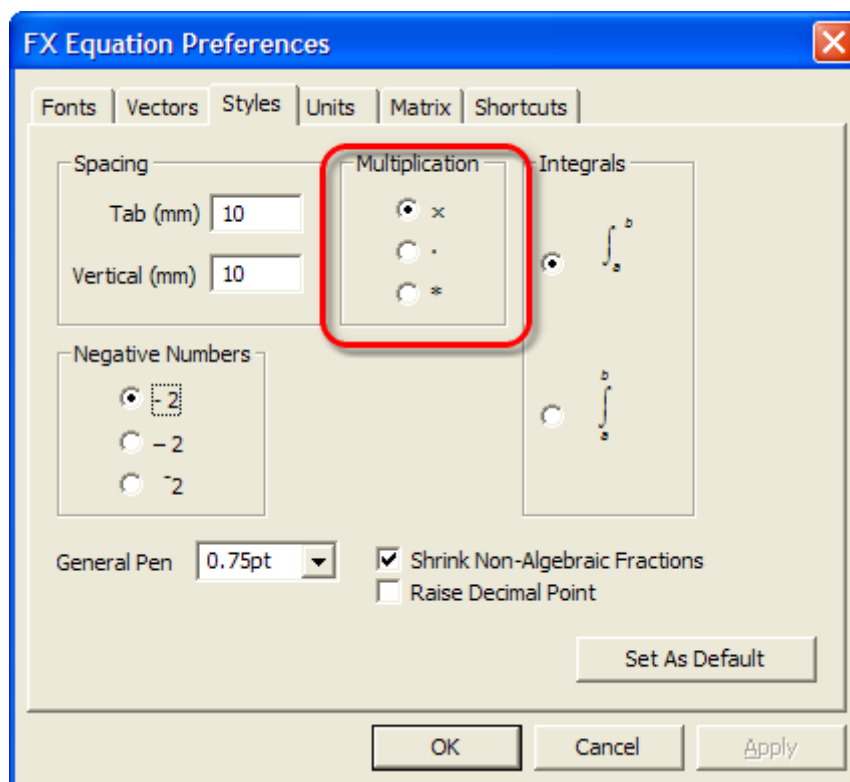 FX Equation Preferences
Fonts Vectors Styles Units Matrix Shortcuts
Spacing
Tab (mm) 10
Vertical (mm) 10
Multiplication
×
·
*
Integrals
∫ b a
∫ b a
Negative Numbers
- 2
– 2
⁻2
General Pen 0.75pt
Shrink Non-Algebraic Fractions
Raise Decimal Point
Set As Default
OK Cancel Apply